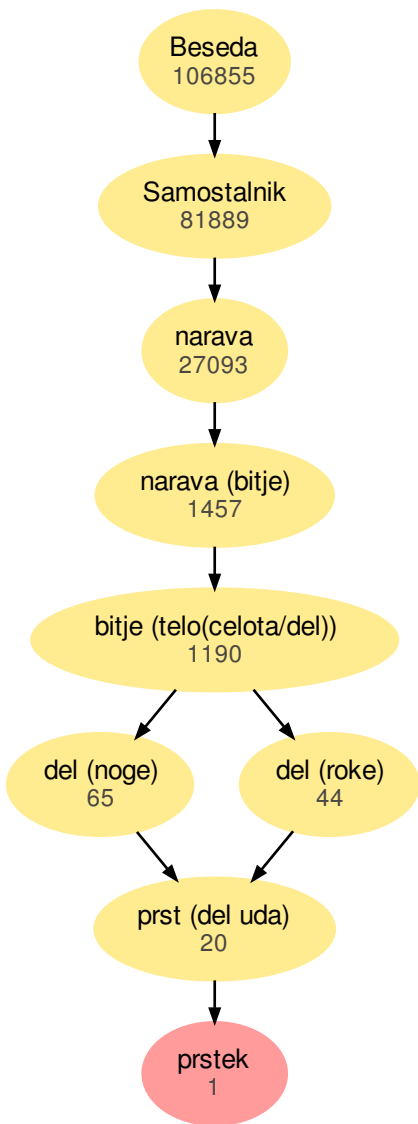 Beseda
106855
Samostalnik
81889
narava
27093
narava (bitje)
1457
bitje (telo(celota/del))
1190
del (noge)
65
del (roke)
44
prst (del uda)
20
prstek
1